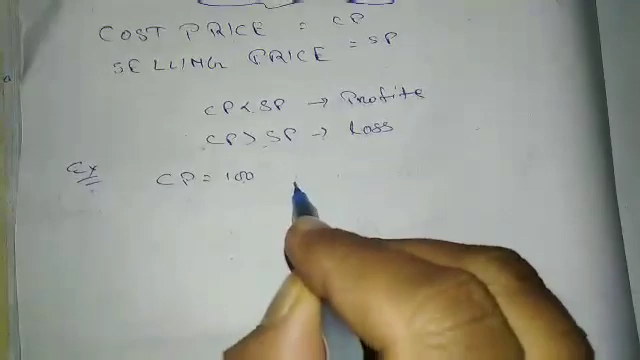 COST PRICE = CP
SELLING PRICE = SP
CP < SP → Profite
CP > SP → Loss
Ex CP = 100